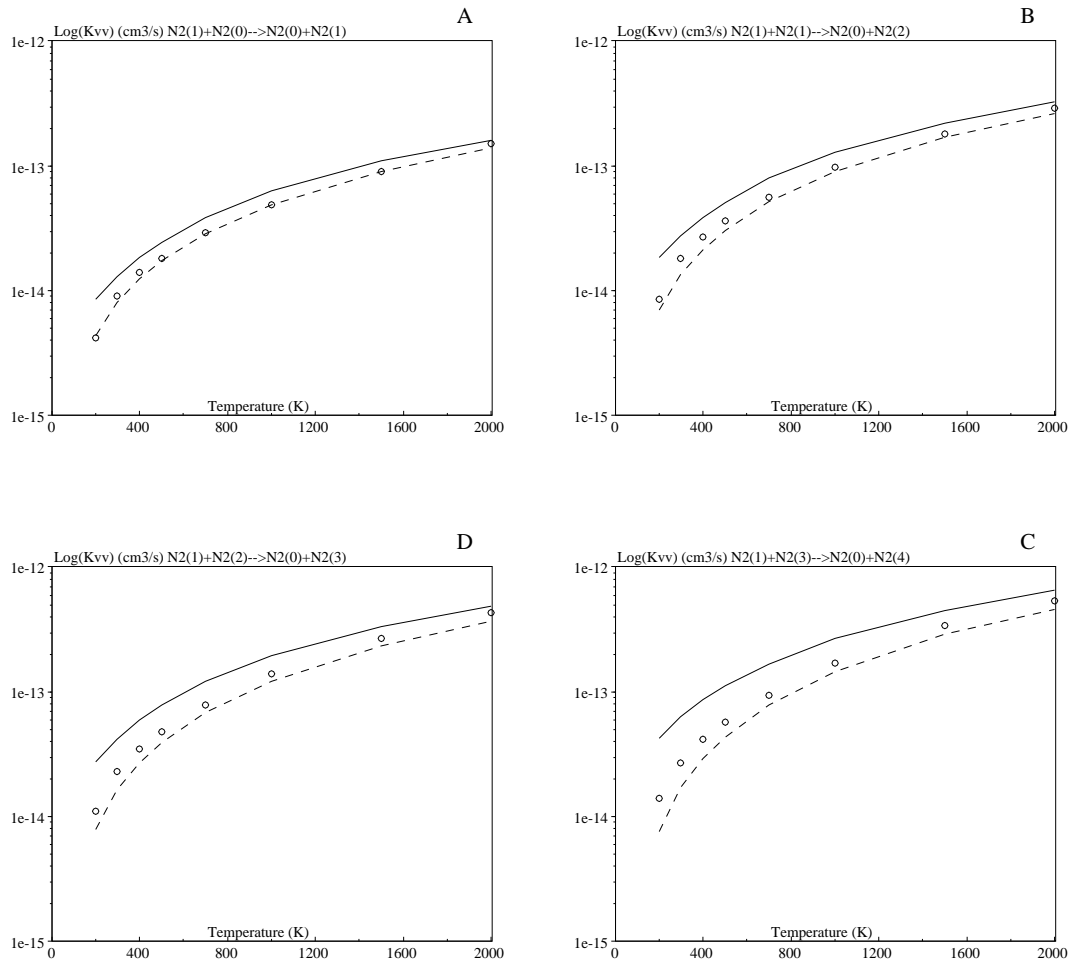 A
Log(Kvv) (cm3/s) N2(1)+N2(0)-->N2(0)+N2(1)
1e-12
1e-13
1e-14
1e-15
Temperature (K)
0 400 800 1200 1600 2000
B
Log(Kvv) (cm3/s) N2(1)+N2(1)-->N2(0)+N2(2)
1e-12
1e-13
1e-14
1e-15
Temperature (K)
0 400 800 1200 1600 2000
D
Log(Kvv) (cm3/s) N2(1)+N2(2)-->N2(0)+N2(3)
1e-12
1e-13
1e-14
1e-15
Temperature (K)
0 400 800 1200 1600 2000
C
Log(Kvv) (cm3/s) N2(1)+N2(3)-->N2(0)+N2(4)
1e-12
1e-13
1e-14
1e-15
Temperature (K)
0 400 800 1200 1600 2000